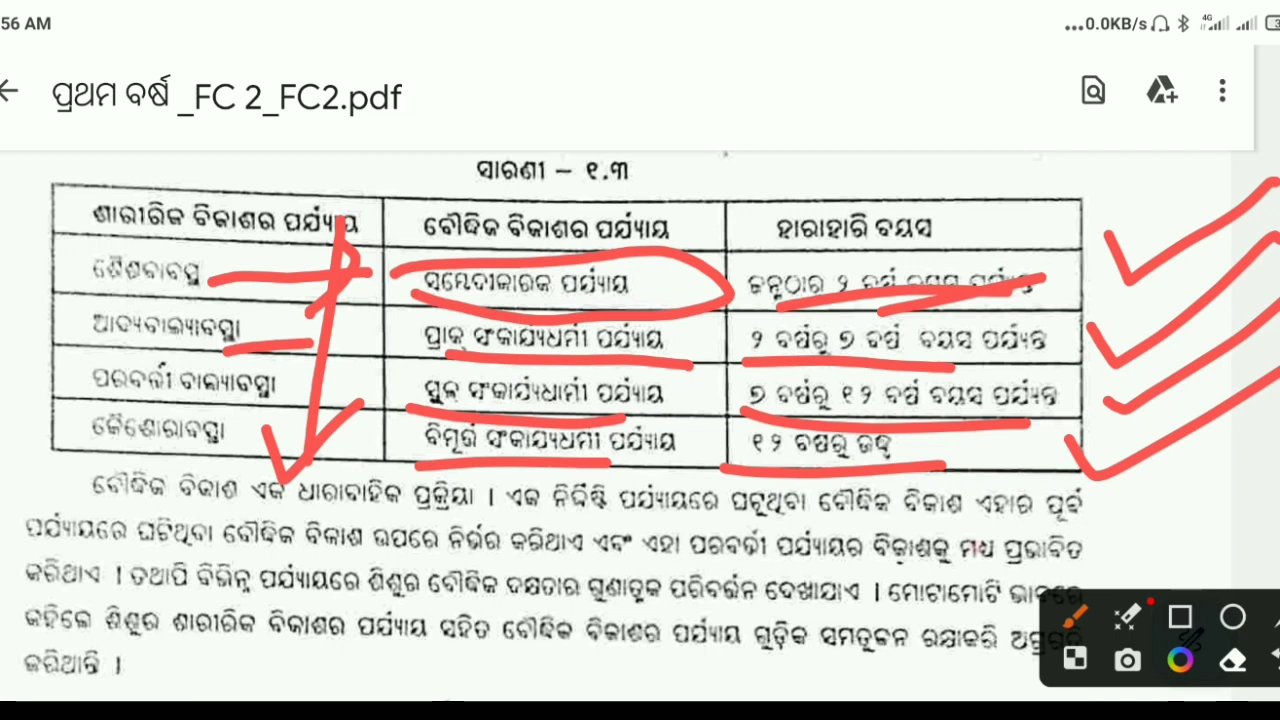 56 AM
...0.0KB/s 4G
ପ୍ରଥମ ବର୍ଷ _FC 2_FC2.pdf
ସାରଣୀ – ୧.୩
ଶାରୀରିକ ବିକାଶର ପର୍ଯ୍ୟାୟ ବୌଦ୍ଧିକ ବିକାଶର ପର୍ଯ୍ୟାୟ ହାରାହାରି ବୟସ
ଶୈଶବାବସ୍ଥା ସମ୍ବେଦୀକାରକ ପର୍ଯ୍ୟାୟ ଜନ୍ମଠାରୁ ୨ ବର୍ଷ ବୟସ ପର୍ଯ୍ୟନ୍ତ
ଆଦ୍ୟବାଲ୍ୟାବସ୍ଥା ପ୍ରାକ୍ ସଂକାର୍ଯ୍ୟଧର୍ମୀ ପର୍ଯ୍ୟାୟ ୨ ବର୍ଷରୁ ୭ ବର୍ଷ ବୟସ ପର୍ଯ୍ୟନ୍ତ
ପରବର୍ତ୍ତୀ ବାଲ୍ୟାବସ୍ଥା ସ୍ଥୂଳ ସଂକାର୍ଯ୍ୟଧର୍ମୀ ପର୍ଯ୍ୟାୟ ୭ ବର୍ଷରୁ ୧୨ ବର୍ଷ ବୟସ ପର୍ଯ୍ୟନ୍ତ
କୈଶୋରାବସ୍ଥା ବିମୂର୍ତ୍ତ ସଂକାର୍ଯ୍ୟଧର୍ମୀ ପର୍ଯ୍ୟାୟ ୧୨ ବର୍ଷରୁ ଊର୍ଦ୍ଧ୍ୱ
ବୌଦ୍ଧିକ ବିକାଶ ଏକ ଧାରାବାହିକ ପ୍ରକ୍ରିୟା । ଏକ ନିର୍ଦ୍ଦିଷ୍ଟ ପର୍ଯ୍ୟାୟରେ ଘଟୁଥିବା ବୌଦ୍ଧିକ ବିକାଶ ଏହାର ପୂର୍ବ
ପର୍ଯ୍ୟାୟରେ ଘଟିଥିବା ବୌଦ୍ଧିକ ବିକାଶ ଉପରେ ନିର୍ଭର କରିଥାଏ ଏବଂ ଏହା ପରବର୍ତ୍ତୀ ପର୍ଯ୍ୟାୟର ବିକାଶକୁ ମଧ୍ୟ ପ୍ରଭାବିତ
କରିଥାଏ । ତଥାପି ବିଭିନ୍ନ ପର୍ଯ୍ୟାୟରେ ଶିଶୁର ବୌଦ୍ଧିକ ଦକ୍ଷତାର ଗୁଣାତ୍ମକ ପରିବର୍ତ୍ତନ ଦେଖାଯାଏ । ମୋଟାମୋଟି ଭାବରେ
କହିଲେ ଶିଶୁର ଶାରୀରିକ ବିକାଶର ପର୍ଯ୍ୟାୟ ସହିତ ବୌଦ୍ଧିକ ବିକାଶର ପର୍ଯ୍ୟାୟ ଗୁଡ଼ିକ ସମତୁଳନ ରକ୍ଷାକରି
କରିଥାନ୍ତି ।